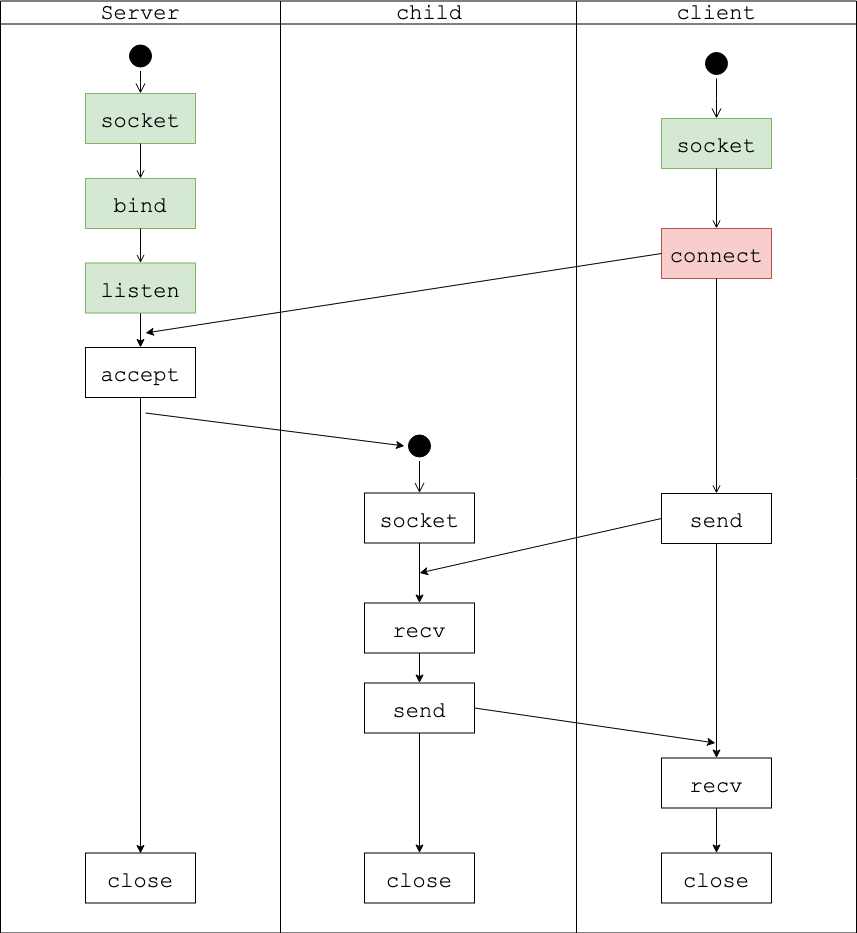 Server
child
client
socket
bind
listen
accept
close
socket
recv
send
close
socket
connect
send
recv
close